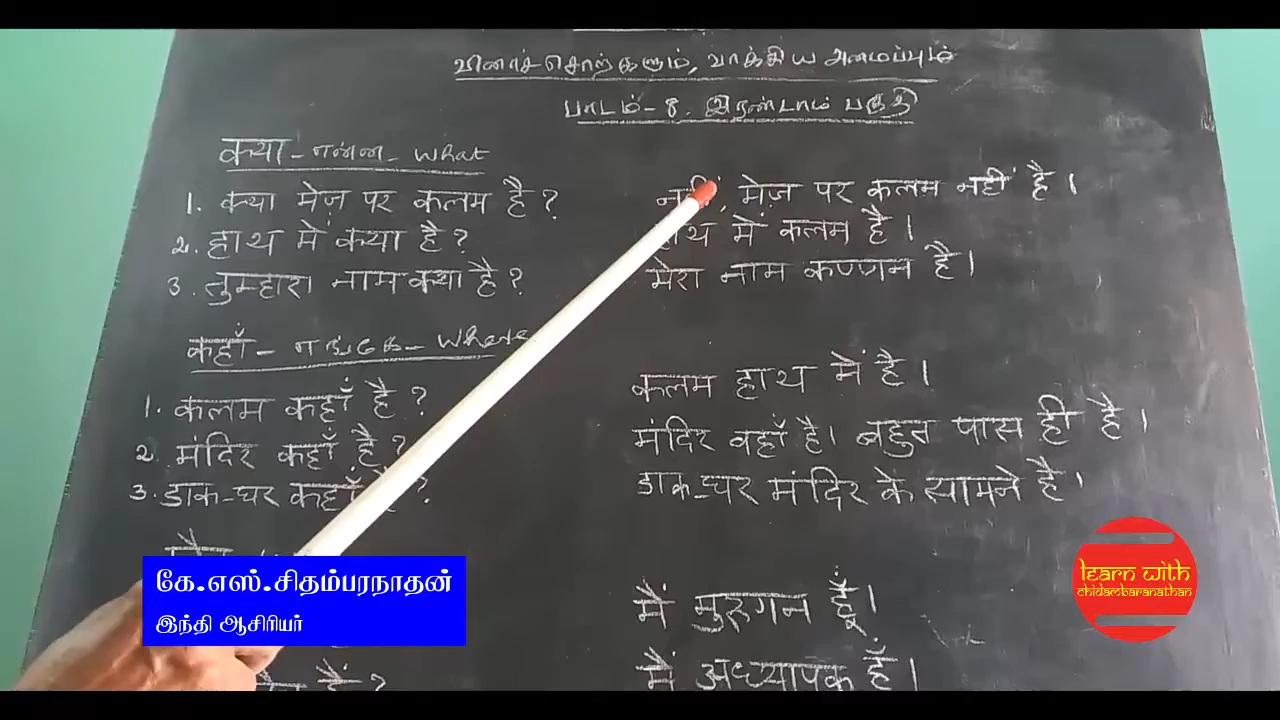 வினாச்சொற்களும், வாக்கிய அமைப்பும்
பாடம் - 8. இரண்டாம் பகுதி
क्या - என்ன - What
1. क्या मेज़ पर कलम है?
नहीं, मेज़ पर कलम नहीं है।
2. हाथ में क्या है?
हाथ में कलम है।
3. तुम्हारा नाम क्या है?
मेरा नाम कण्णन है।
कहाँ - எங்கே - Where
1. कलम कहाँ है?
कलम हाथ में है।
2. मंदिर कहाँ है?
मंदिर वहाँ है। बहुत पास ही है।
3. डाक-घर कहाँ है?
डाक-घर मंदिर के सामने है।
मैं मुरुगन हूँ।
मैं अध्यापक हूँ।
கே.எஸ்.சிதம்பரநாதன்
இந்தி ஆசிரியர்
learn with
chidambaranathan